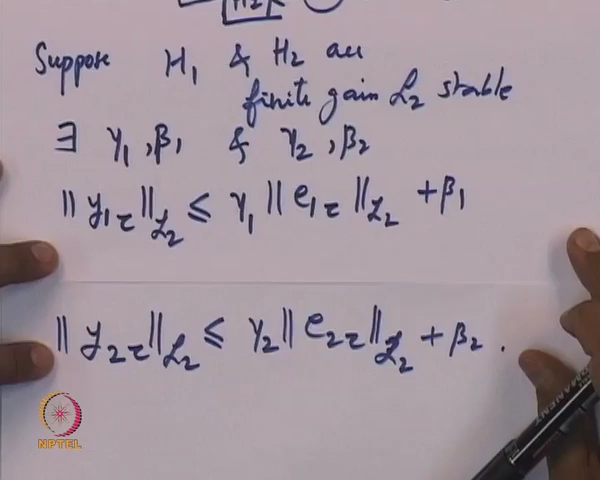 H2
Suppose H₁ & H₂ are
finite gain ℒ₂ stable
∃ γ₁, β₁ & γ₂, β₂
‖y₁τ‖ℒ₂ ≤ γ₁ ‖e₁τ‖ℒ₂ + β₁
‖y₂τ‖ℒ₂ ≤ γ₂ ‖e₂τ‖ℒ₂ + β₂.
NPTEL